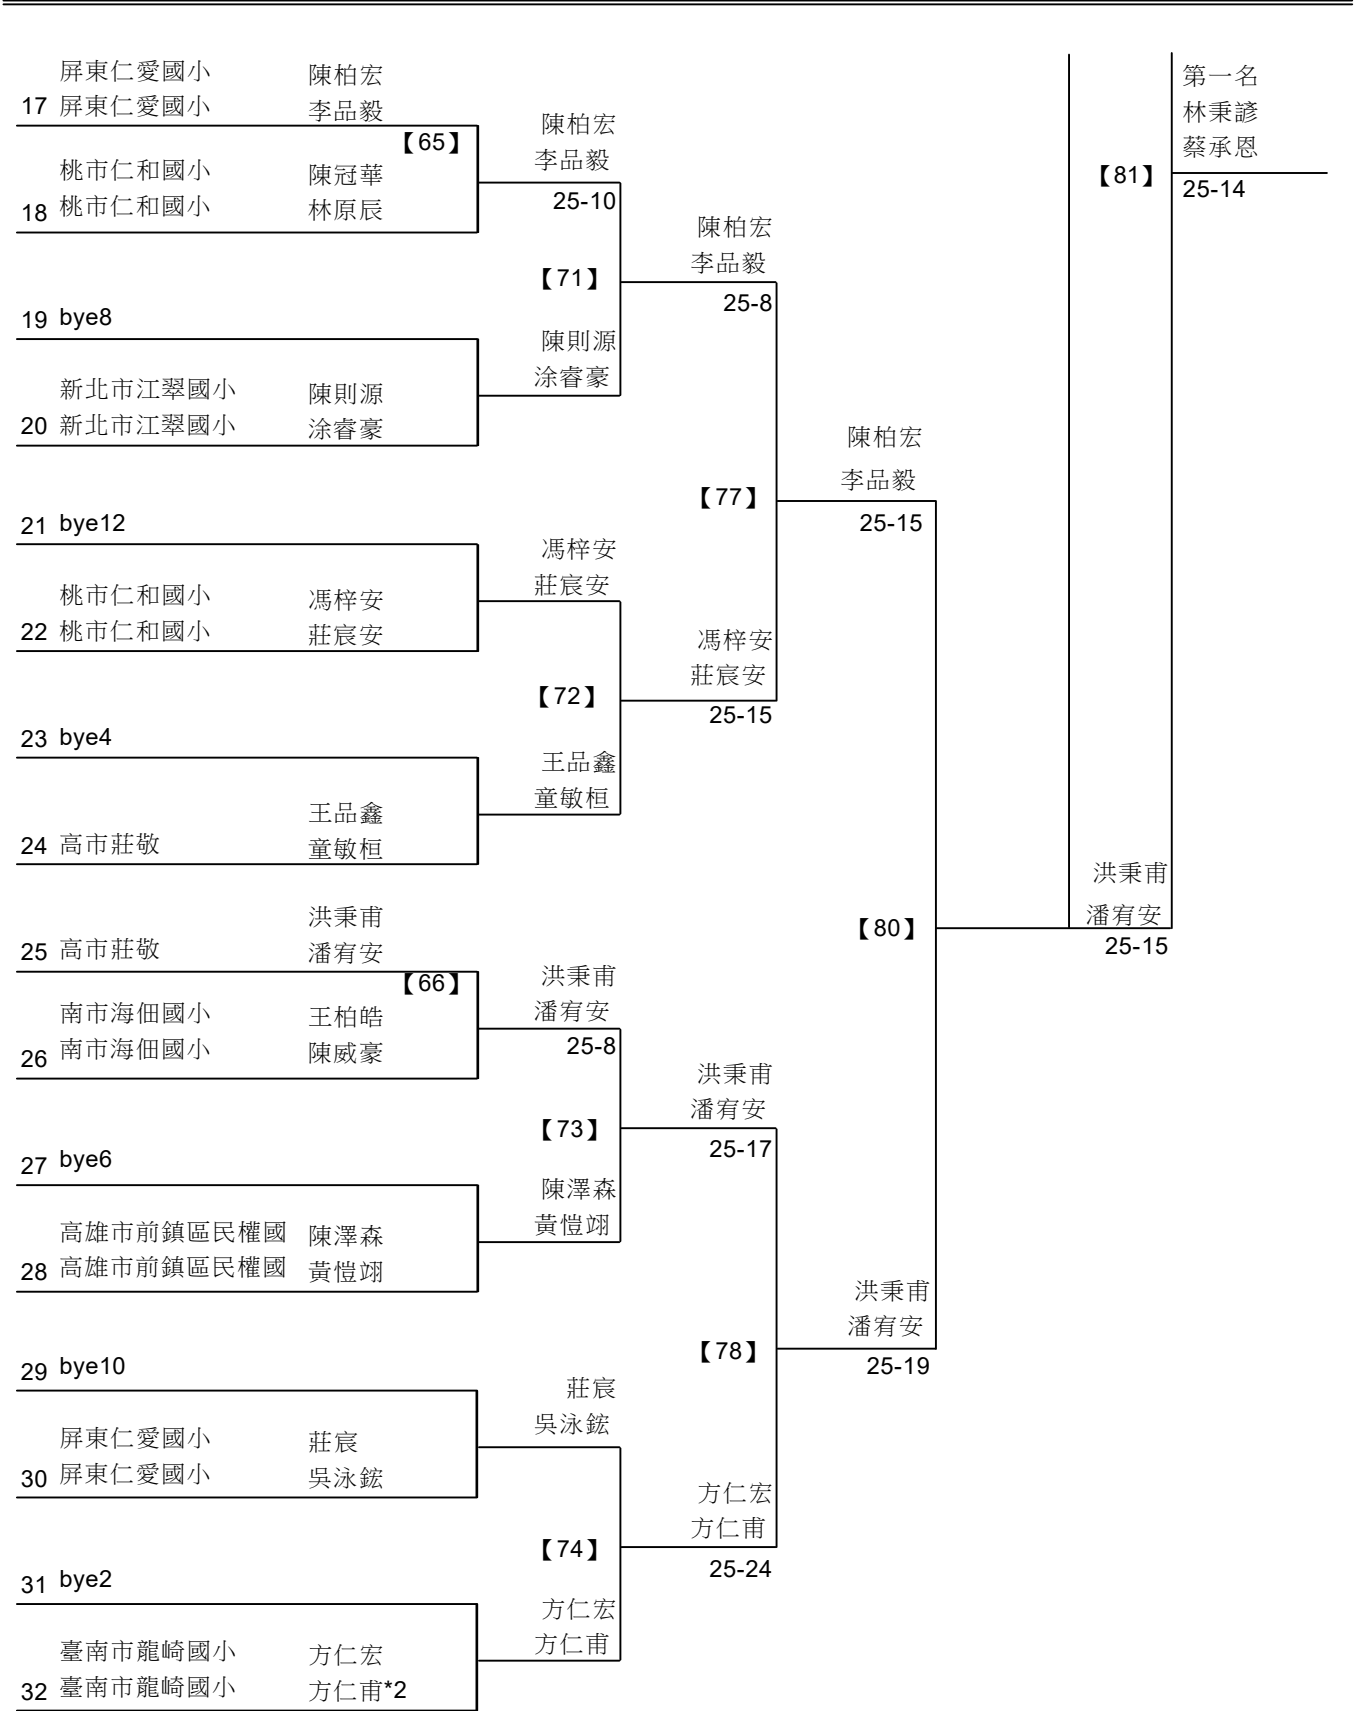 屏東仁愛國小 陳柏宏
17 屏東仁愛國小 李品毅
【65】
桃市仁和國小 陳冠華
18 桃市仁和國小 林原辰
19 bye8
新北市江翠國小 陳則源
20 新北市江翠國小 涂睿豪
21 bye12
桃市仁和國小 馮梓安
22 桃市仁和國小 莊宸安
23 bye4
王品鑫
24 高市莊敬 童敏桓
洪秉甫
25 高市莊敬 潘宥安
【66】
南市海佃國小 王柏皓
26 南市海佃國小 陳威豪
27 bye6
高雄市前鎮區民權國 陳澤森
28 高雄市前鎮區民權國 黃愷翊
29 bye10
屏東仁愛國小 莊宸
30 屏東仁愛國小 吳泳鋐
31 bye2
臺南市龍崎國小 方仁宏
32 臺南市龍崎國小 方仁甫*2
陳柏宏
李品毅
25-10
【71】
陳則源
涂睿豪
馮梓安
莊宸安
【72】
王品鑫
童敏桓
洪秉甫
潘宥安
25-8
【73】
陳澤森
黃愷翊
莊宸
吳泳鋐
【74】
方仁宏
方仁甫
陳柏宏
李品毅
25-8
【77】
馮梓安
莊宸安
25-15
洪秉甫
潘宥安
25-17
【78】
方仁宏
方仁甫
25-24
陳柏宏
李品毅
25-15
【80】
洪秉甫
潘宥安
25-19
【81】
洪秉甫
潘宥安
25-15
第一名
林秉諺
蔡承恩
25-14